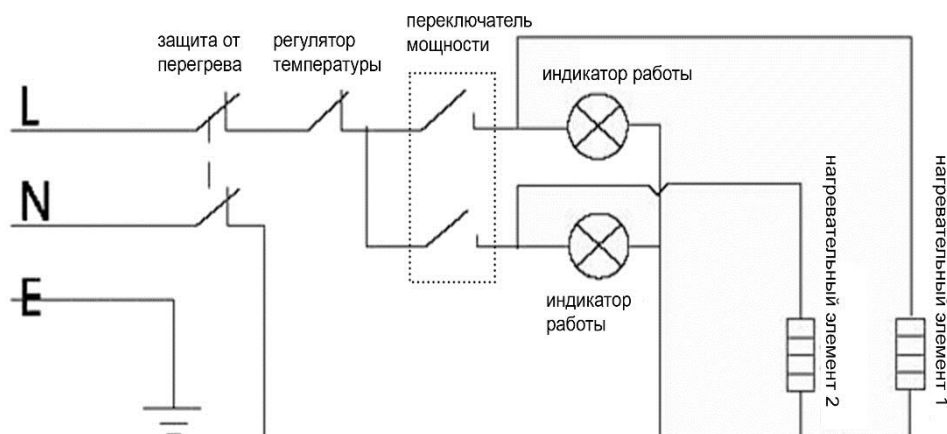 защита от
перегрева
регулятор
температуры
переключатель
мощности
индикатор работы
L
N
E
индикатор
работы
нагревательный элемент 2
нагревательный элемент 1